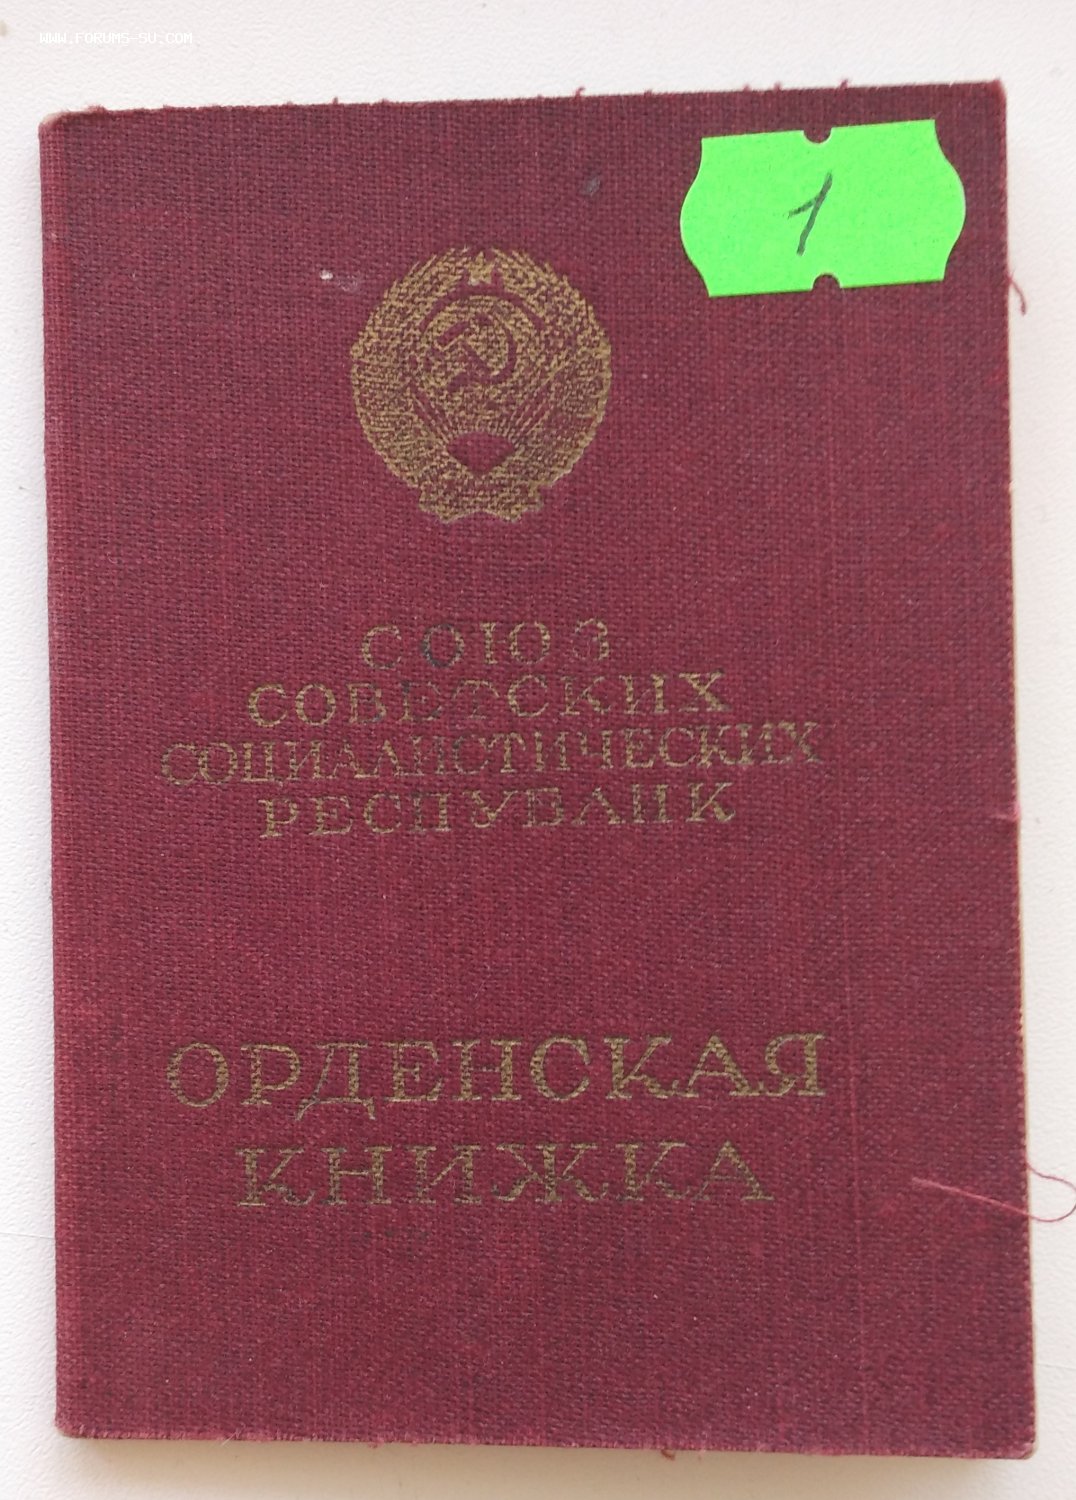 WWW.FORUMS-SU.COM
1
СОЮЗ
СОВЕТСКИХ
СОЦИАЛИСТИЧЕСКИХ
РЕСПУБЛИК
ОРДЕНСКАЯ
КНИЖКА